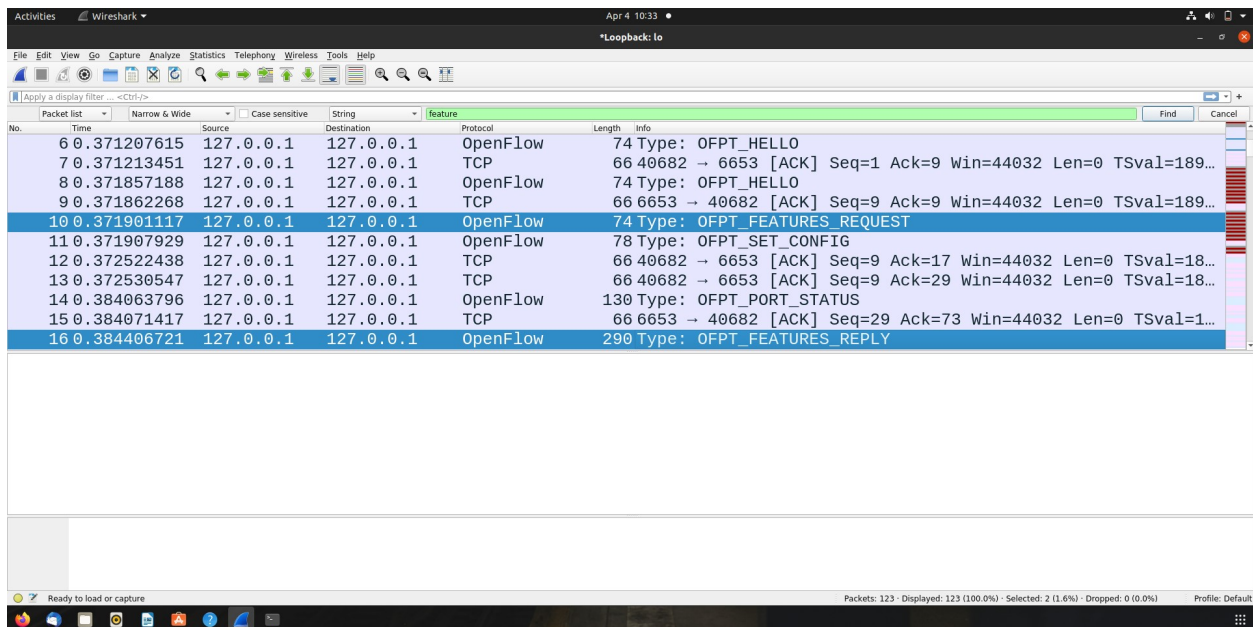 Activities Wireshark Apr 4 10:33
*Loopback: lo
File Edit View Go Capture Analyze Statistics Telephony Wireless Tools Help
Apply a display filter ... <Ctrl-/> +
Packet list Narrow & Wide Case sensitive String feature Find Cancel
No. Time Source Destination Protocol Length Info
6 0.371207615 127.0.0.1 127.0.0.1 OpenFlow 74 Type: OFPT_HELLO
7 0.371213451 127.0.0.1 127.0.0.1 TCP 66 40682 → 6653 [ACK] Seq=1 Ack=9 Win=44032 Len=0 TSval=189…
8 0.371857188 127.0.0.1 127.0.0.1 OpenFlow 74 Type: OFPT_HELLO
9 0.371862268 127.0.0.1 127.0.0.1 TCP 66 6653 → 40682 [ACK] Seq=9 Ack=9 Win=44032 Len=0 TSval=189…
10 0.371901117 127.0.0.1 127.0.0.1 OpenFlow 74 Type: OFPT_FEATURES_REQUEST
11 0.371907929 127.0.0.1 127.0.0.1 OpenFlow 78 Type: OFPT_SET_CONFIG
12 0.372522438 127.0.0.1 127.0.0.1 TCP 66 40682 → 6653 [ACK] Seq=9 Ack=17 Win=44032 Len=0 TSval=18…
13 0.372530547 127.0.0.1 127.0.0.1 TCP 66 40682 → 6653 [ACK] Seq=9 Ack=29 Win=44032 Len=0 TSval=18…
14 0.384063796 127.0.0.1 127.0.0.1 OpenFlow 130 Type: OFPT_PORT_STATUS
15 0.384071417 127.0.0.1 127.0.0.1 TCP 66 6653 → 40682 [ACK] Seq=29 Ack=73 Win=44032 Len=0 TSval=1…
16 0.384406721 127.0.0.1 127.0.0.1 OpenFlow 290 Type: OFPT_FEATURES_REPLY
Ready to load or capture Packets: 123 · Displayed: 123 (100.0%) · Selected: 2 (1.6%) · Dropped: 0 (0.0%) Profile: Default